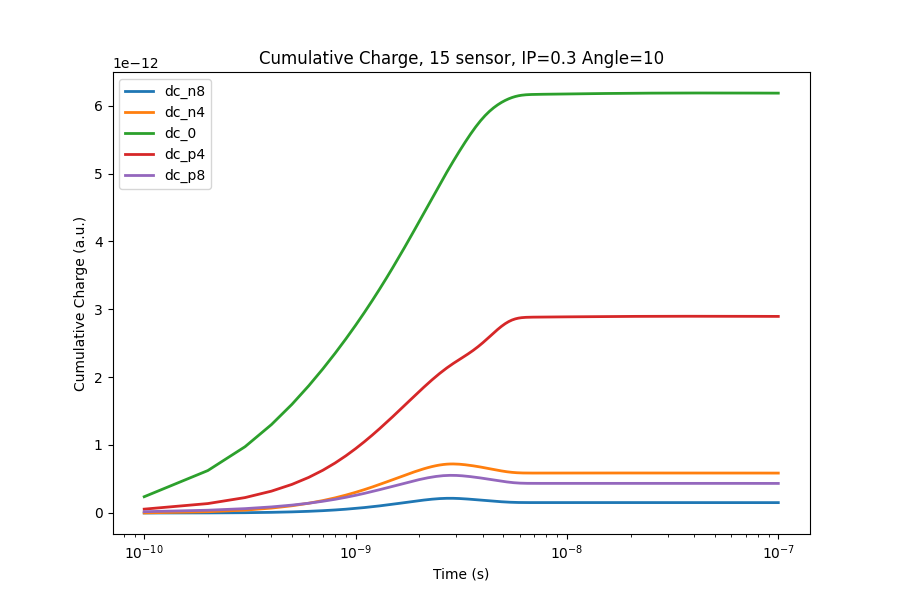 Cumulative Charge, 15 sensor, IP=0.3 Angle=10
1e−12
dc_n8
dc_n4
dc_0
dc_p4
dc_p8
6
5
4
3
2
1
0
Cumulative Charge (a.u.)
10⁻¹⁰ 10⁻⁹ 10⁻⁸ 10⁻⁷
Time (s)